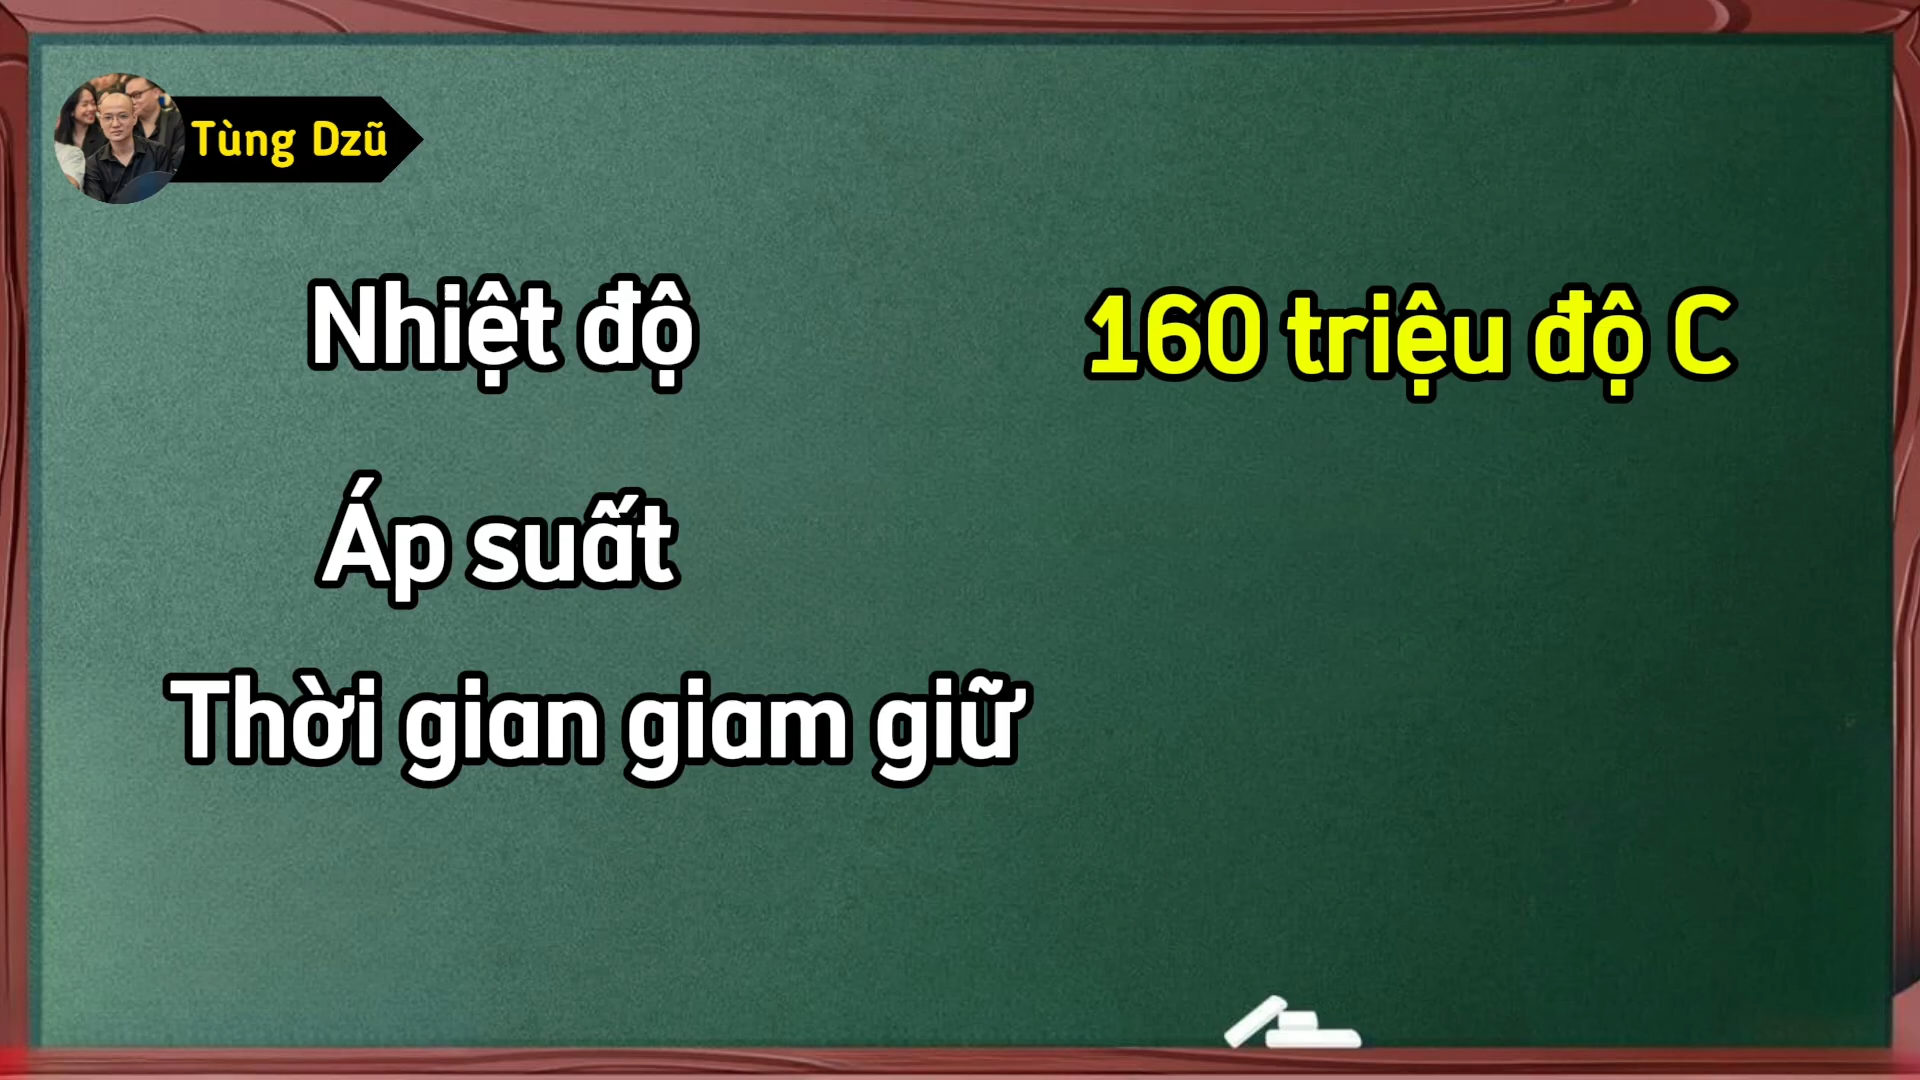 Tùng Dzũ
Nhiệt độ
160 triệu độ C
Áp suất
Thời gian giam giữ